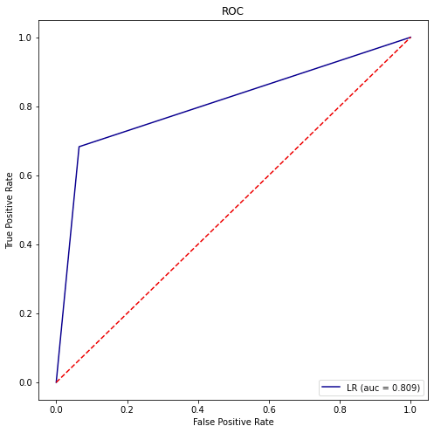 ROC
1.0
0.8
0.6
0.4
0.2
0.0
True Positive Rate
LR (auc = 0.809)
0.0 0.2 0.4 0.6 0.8 1.0
False Positive Rate